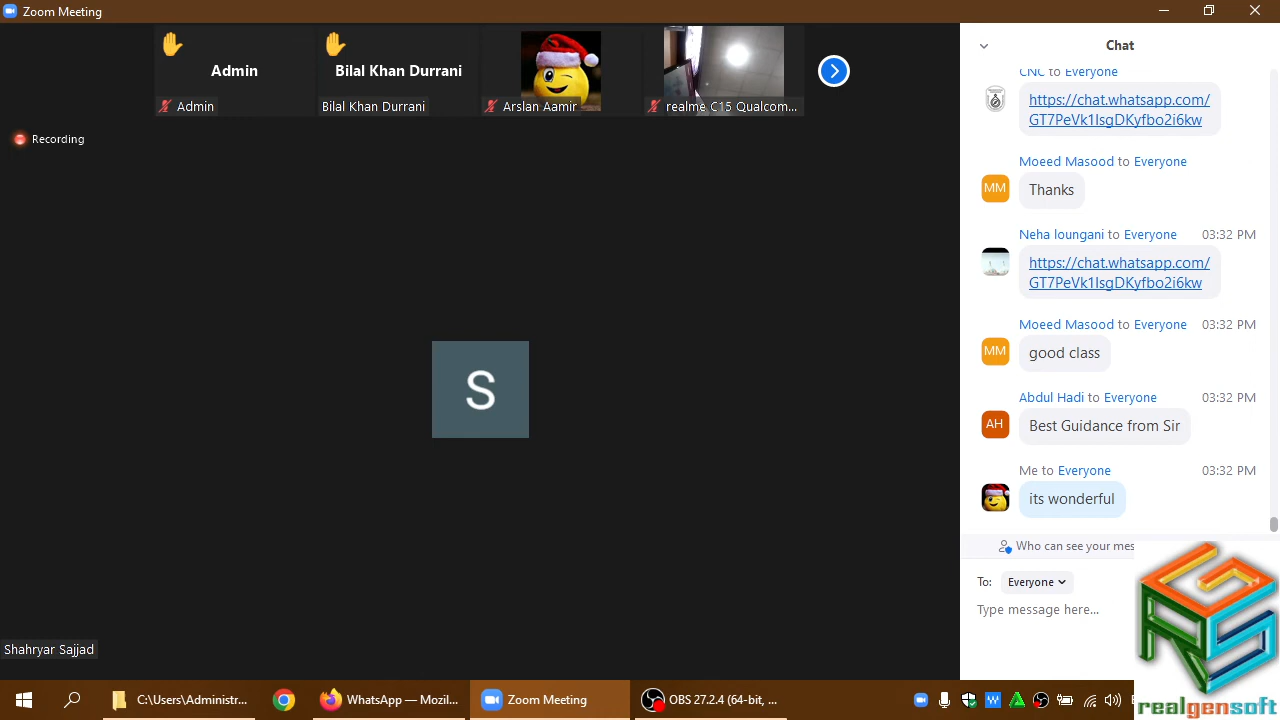 Zoom Meeting
Admin
Admin
Bilal Khan Durrani
Bilal Khan Durrani
Arslan Aamir
realme C15 Qualcom...
Recording
S
Shahryar Sajjad
Chat
CNC to Everyone
https://chat.whatsapp.com/
GT7PeVk1IsgDKyfbo2i6kw
Moeed Masood to Everyone
MM
Thanks
Neha loungani to Everyone 03:32 PM
https://chat.whatsapp.com/
GT7PeVk1IsgDKyfbo2i6kw
Moeed Masood to Everyone 03:32 PM
MM
good class
Abdul Hadi to Everyone 03:32 PM
AH
Best Guidance from Sir
Me to Everyone 03:32 PM
its wonderful
Who can see your mes
To: Everyone
Type message here...
C:\Users\Administr...
WhatsApp — Mozil...
Zoom Meeting
OBS 27.2.4 (64-bit, ...
realgensoft